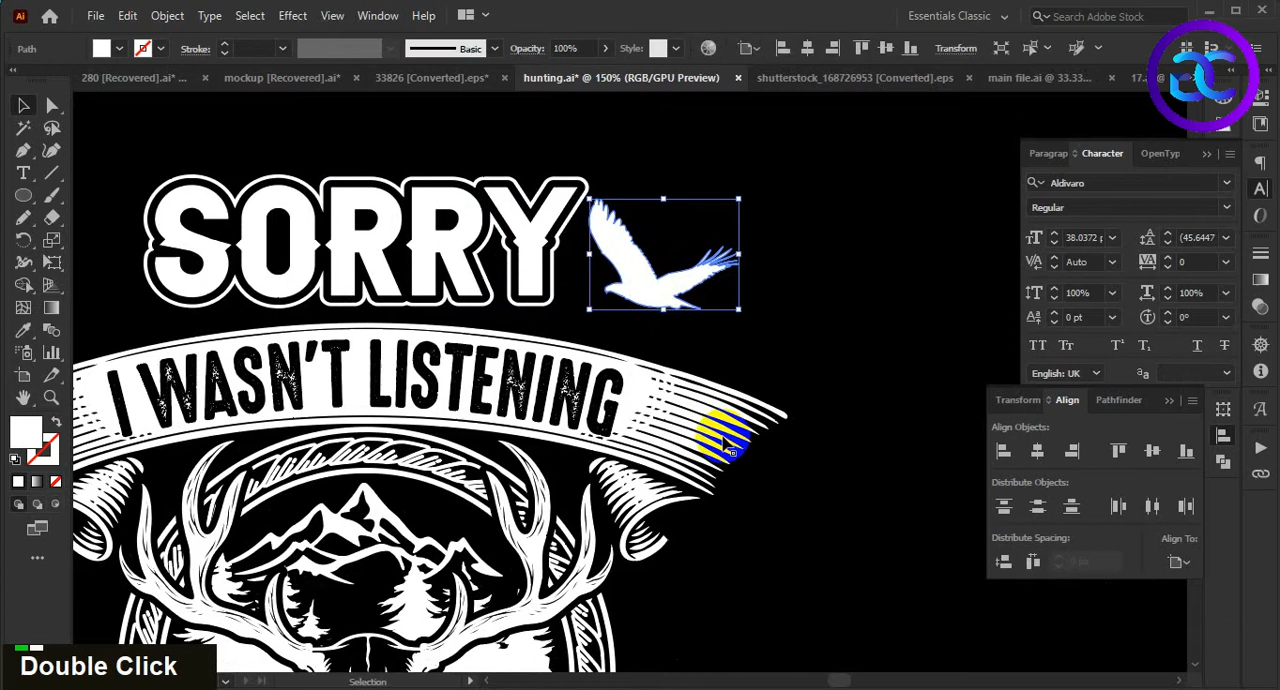 Ai File Edit Object Type Select Effect View Window Help Essentials Classic Search Adobe Stock
Path Stroke: Basic Opacity: 100% Style: Transform
280 [Recovered].ai* ... × mockup [Recovered].ai* × 33826 [Converted].eps* × hunting.ai* @ 150% (RGB/GPU Preview) × shutterstock_168726953 [Converted].eps × main file.ai @ 33.33... × 17.2
Paragrap Character OpenTyp
Aldivaro
Regular
38.0372 p (45.6447
Auto 0
100% 100%
0 pt 0°
English: UK
Transform Align Pathfinder
Align Objects:
Distribute Objects:
Distribute Spacing: Align To:
SORRY
I WASN'T LISTENING
Double Click
Selection